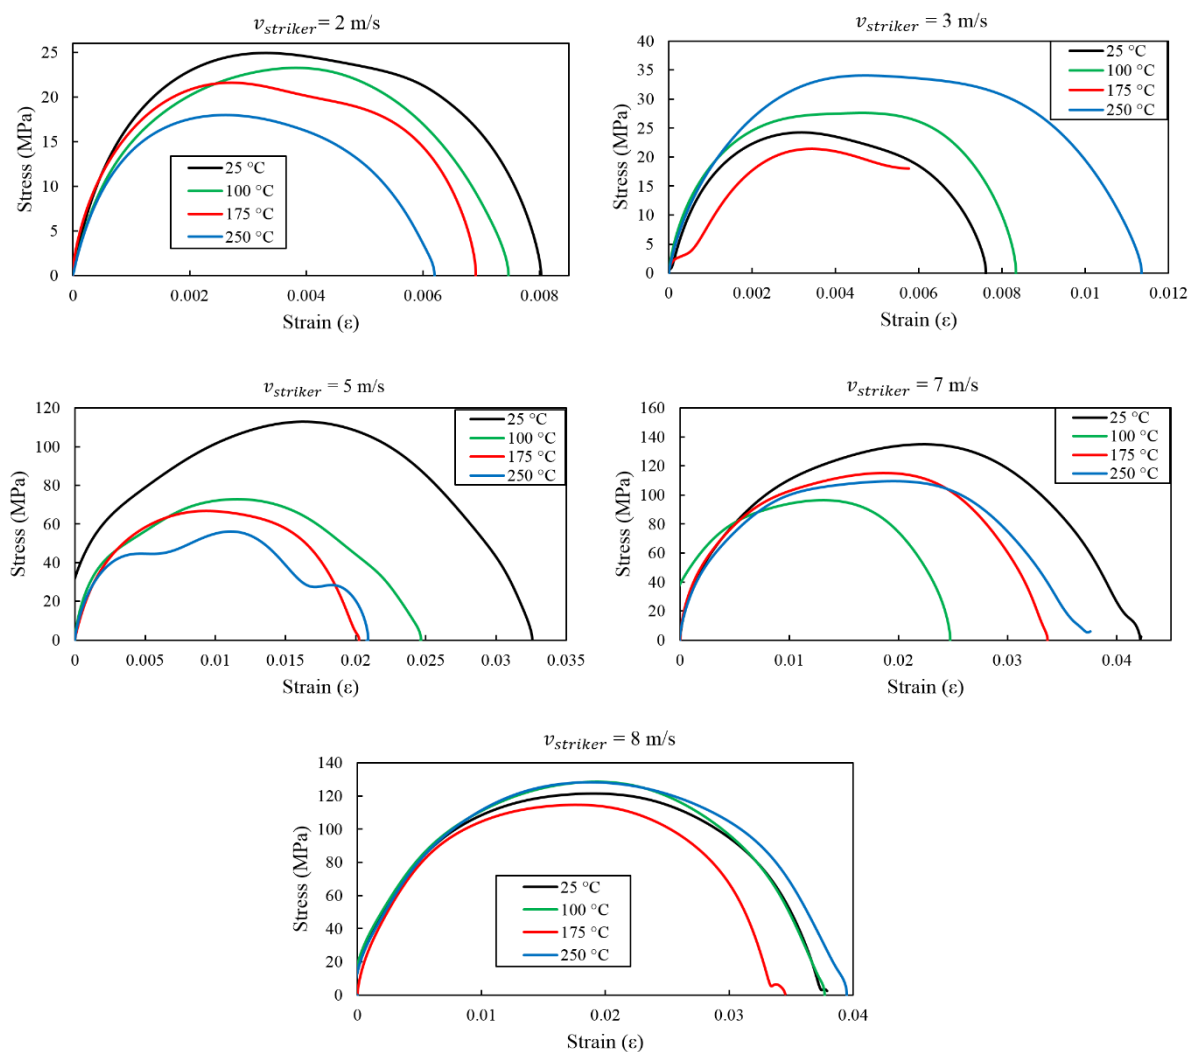 v_striker = 2 m/s
25
20
15
10
5
0
Stress (MPa)
25 °C
100 °C
175 °C
250 °C
0 0.002 0.004 0.006 0.008
Strain (ε)
v_striker = 3 m/s
40
35
30
25
20
15
10
5
0
Stress (MPa)
25 °C
100 °C
175 °C
250 °C
0 0.002 0.004 0.006 0.008 0.01 0.012
Strain (ε)
v_striker = 5 m/s
120
100
80
60
40
20
0
Stress (MPa)
25 °C
100 °C
175 °C
250 °C
0 0.005 0.01 0.015 0.02 0.025 0.03 0.035
Strain (ε)
v_striker = 7 m/s
160
140
120
100
80
60
40
20
0
Stress (MPa)
25 °C
100 °C
175 °C
250 °C
0 0.01 0.02 0.03 0.04
Strain (ε)
v_striker = 8 m/s
140
120
100
80
60
40
20
0
Stress (MPa)
25 °C
100 °C
175 °C
250 °C
0 0.01 0.02 0.03 0.04
Strain (ε)